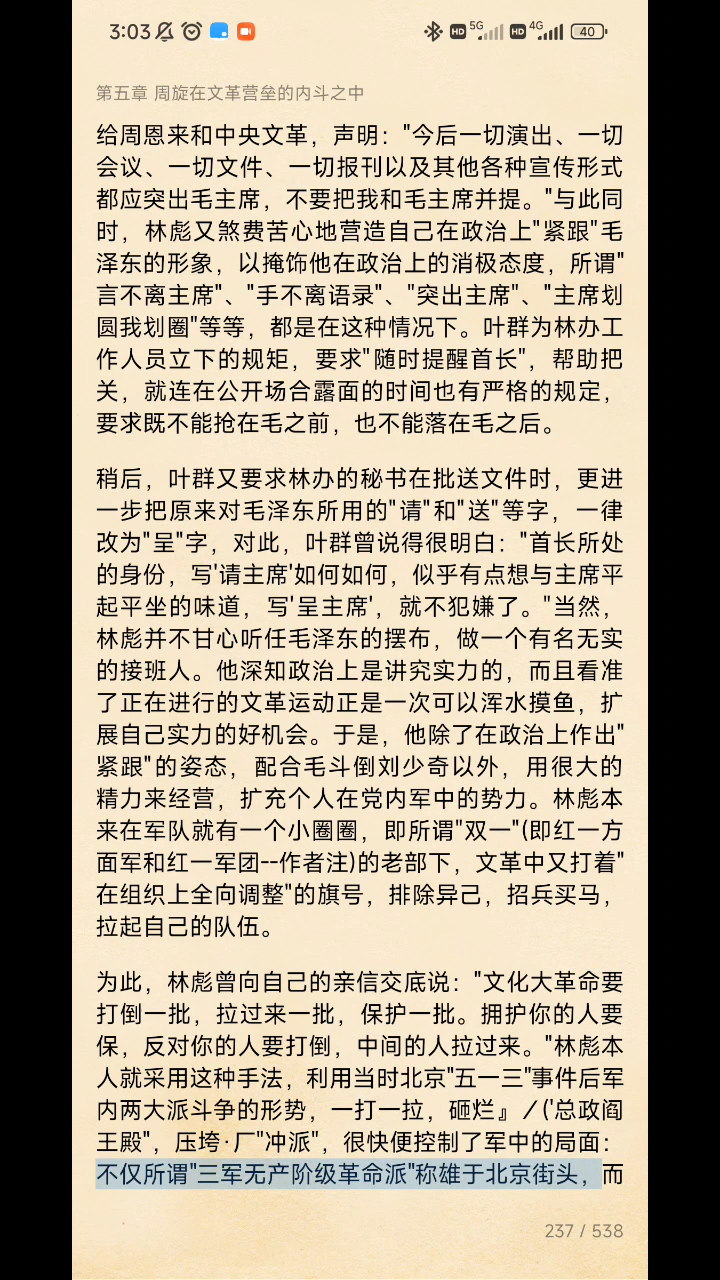 3:03
HD 5G HD 4G 40
第五章 周旋在文革营垒的内斗之中
给周恩来和中央文革，声明："今后一切演出、一切
会议、一切文件、一切报刊以及其他各种宣传形式
都应突出毛主席，不要把我和毛主席并提。"与此同
时，林彪又煞费苦心地营造自己在政治上"紧跟"毛
泽东的形象，以掩饰他在政治上的消极态度，所谓"
言不离主席"、"手不离语录"、"突出主席"、"主席划
圆我划圈"等等，都是在这种情况下。叶群为林办工
作人员立下的规矩，要求"随时提醒首长"，帮助把
关，就连在公开场合露面的时间也有严格的规定，
要求既不能抢在毛之前，也不能落在毛之后。
稍后，叶群又要求林办的秘书在批送文件时，更进
一步把原来对毛泽东所用的"请"和"送"等字，一律
改为"呈"字，对此，叶群曾说得很明白："首长所处
的身份，写'请主席'如何如何，似乎有点想与主席平
起平坐的味道，写'呈主席'，就不犯嫌了。"当然，
林彪并不甘心听任毛泽东的摆布，做一个有名无实
的接班人。他深知政治上是讲究实力的，而且看准
了正在进行的文革运动正是一次可以浑水摸鱼，扩
展自己实力的好机会。于是，他除了在政治上作出"
紧跟"的姿态，配合毛斗倒刘少奇以外，用很大的
精力来经营，扩充个人在党内军中的势力。林彪本
来在军队就有一个小圈圈，即所谓"双一"(即红一方
面军和红一军团--作者注)的老部下，文革中又打着"
在组织上全向调整"的旗号，排除异己，招兵买马，
拉起自己的队伍。
为此，林彪曾向自己的亲信交底说："文化大革命要
打倒一批，拉过来一批，保护一批。拥护你的人要
保，反对你的人要打倒，中间的人拉过来。"林彪本
人就采用这种手法，利用当时北京"五一三"事件后军
内两大派斗争的形势，一打一拉，砸烂』／('总政阎
王殿"，压垮·厂"冲派"，很快便控制了军中的局面：
不仅所谓"三军无产阶级革命派"称雄于北京街头，而
237 / 538